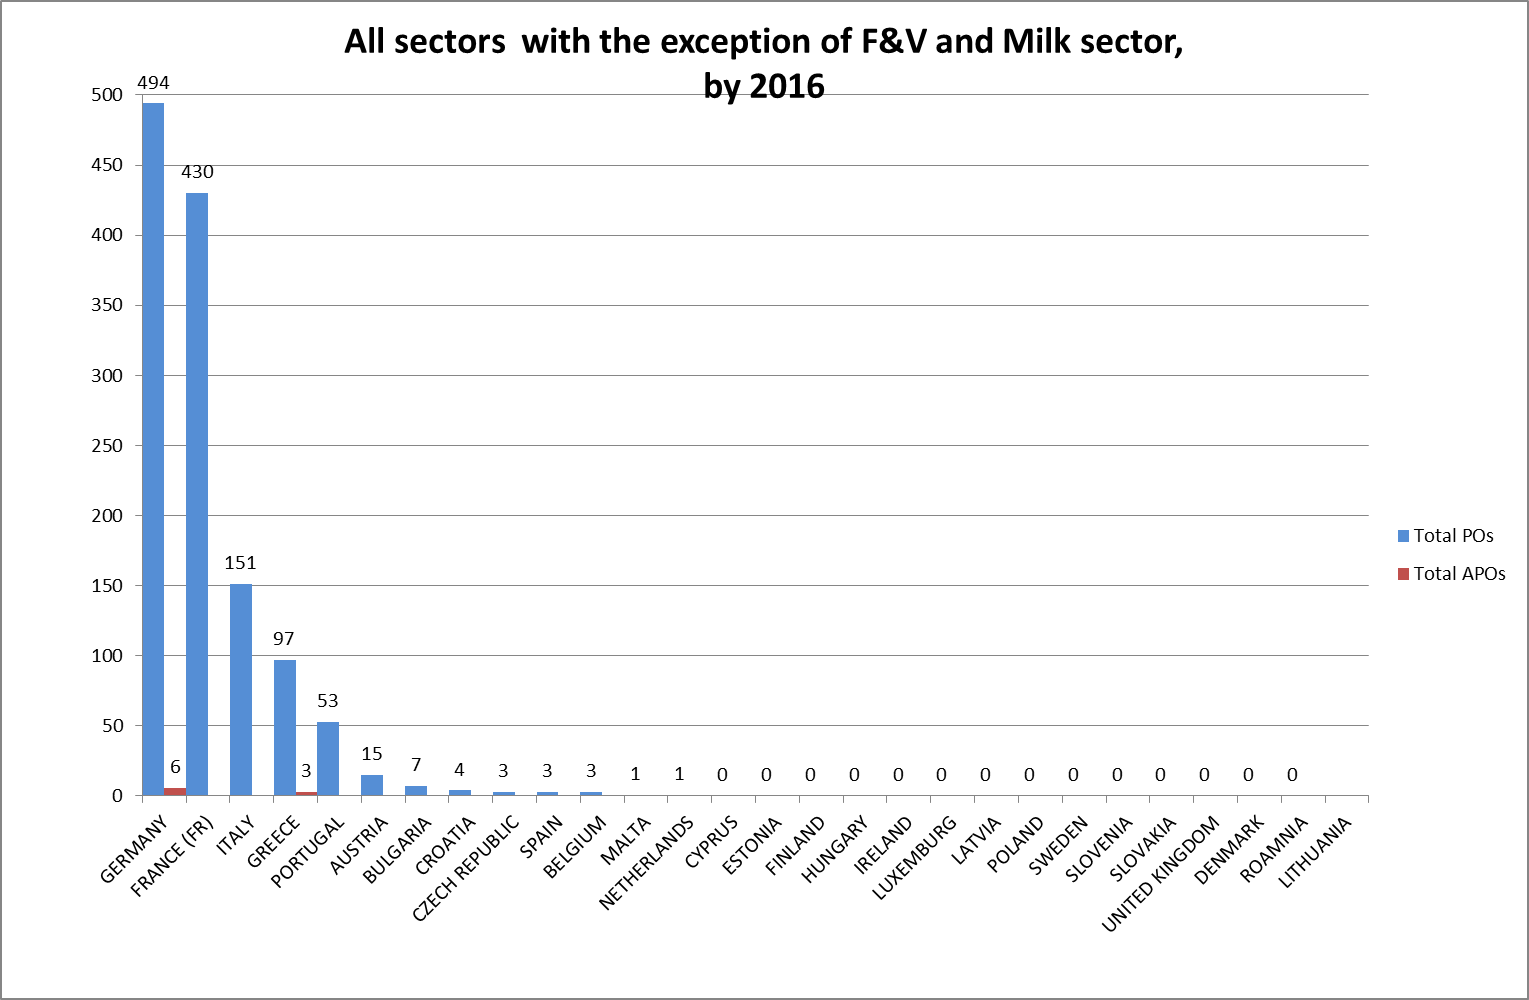 All sectors  with the exception of F&V and Milk sector,
by 2016
500
450
400
350
300
250
200
150
100
50
0
494
6
430
151
97
3
53
15
7
4
3
3
3
1
1
0
0
0
0
0
0
0
0
0
0
0
0
0
0
GERMANY
FRANCE (FR)
ITALY
GREECE
PORTUGAL
AUSTRIA
BULGARIA
CROATIA
CZECH REPUBLIC
SPAIN
BELGIUM
MALTA
NETHERLANDS
CYPRUS
ESTONIA
FINLAND
HUNGARY
IRELAND
LUXEMBURG
LATVIA
POLAND
SWEDEN
SLOVENIA
SLOVAKIA
UNITED KINGDOM
DENMARK
ROAMNIA
LITHUANIA
Total POs
Total APOs